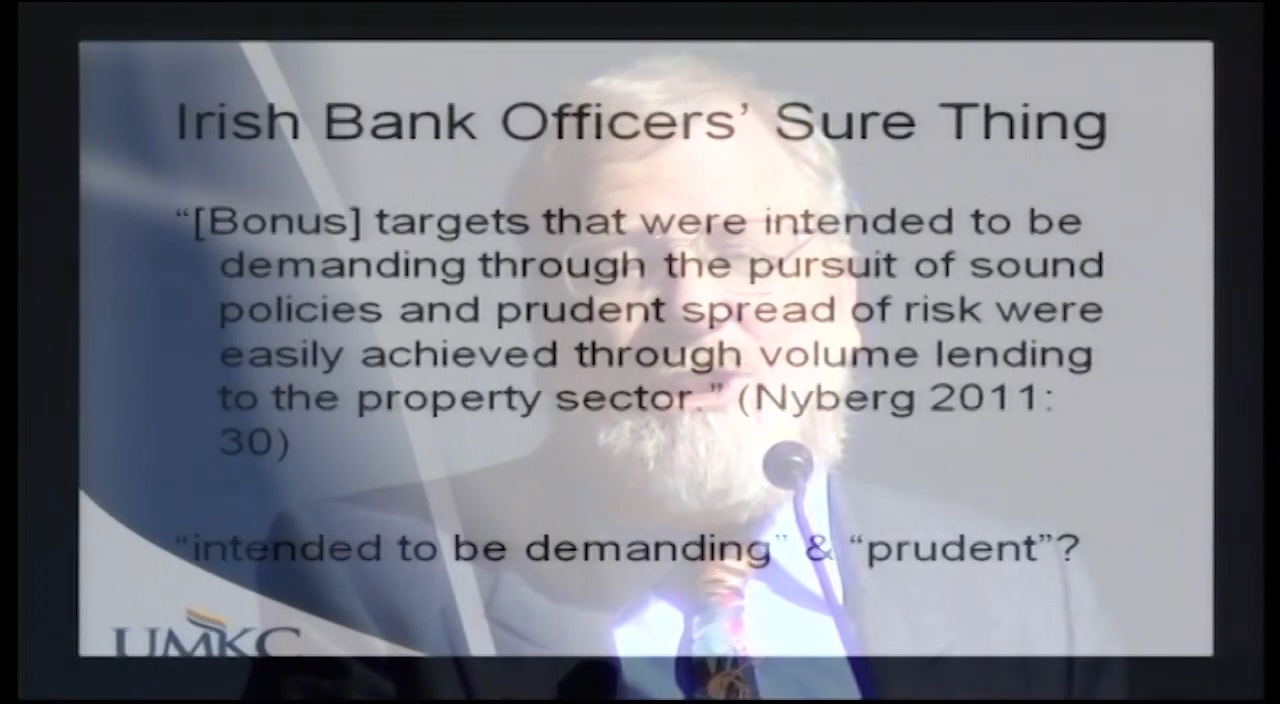 Irish Bank Officers’ Sure Thing
“[Bonus] targets that were intended to be
demanding through the pursuit of sound
policies and prudent spread of risk were
easily achieved through volume lending
to the property sector.” (Nyberg 2011:
30)
“intended to be demanding” & “prudent”?
UMKC